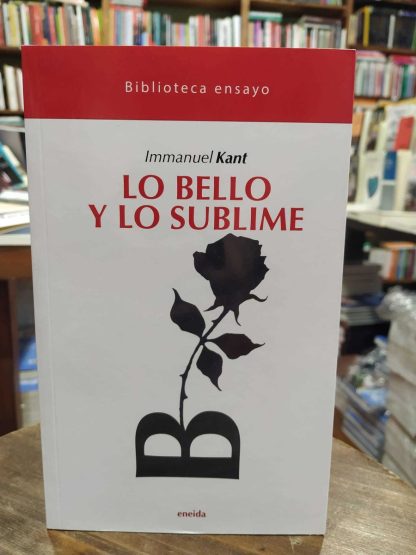 Biblioteca ensayo
Immanuel Kant
LO BELLO
Y LO SUBLIME
B
eneida